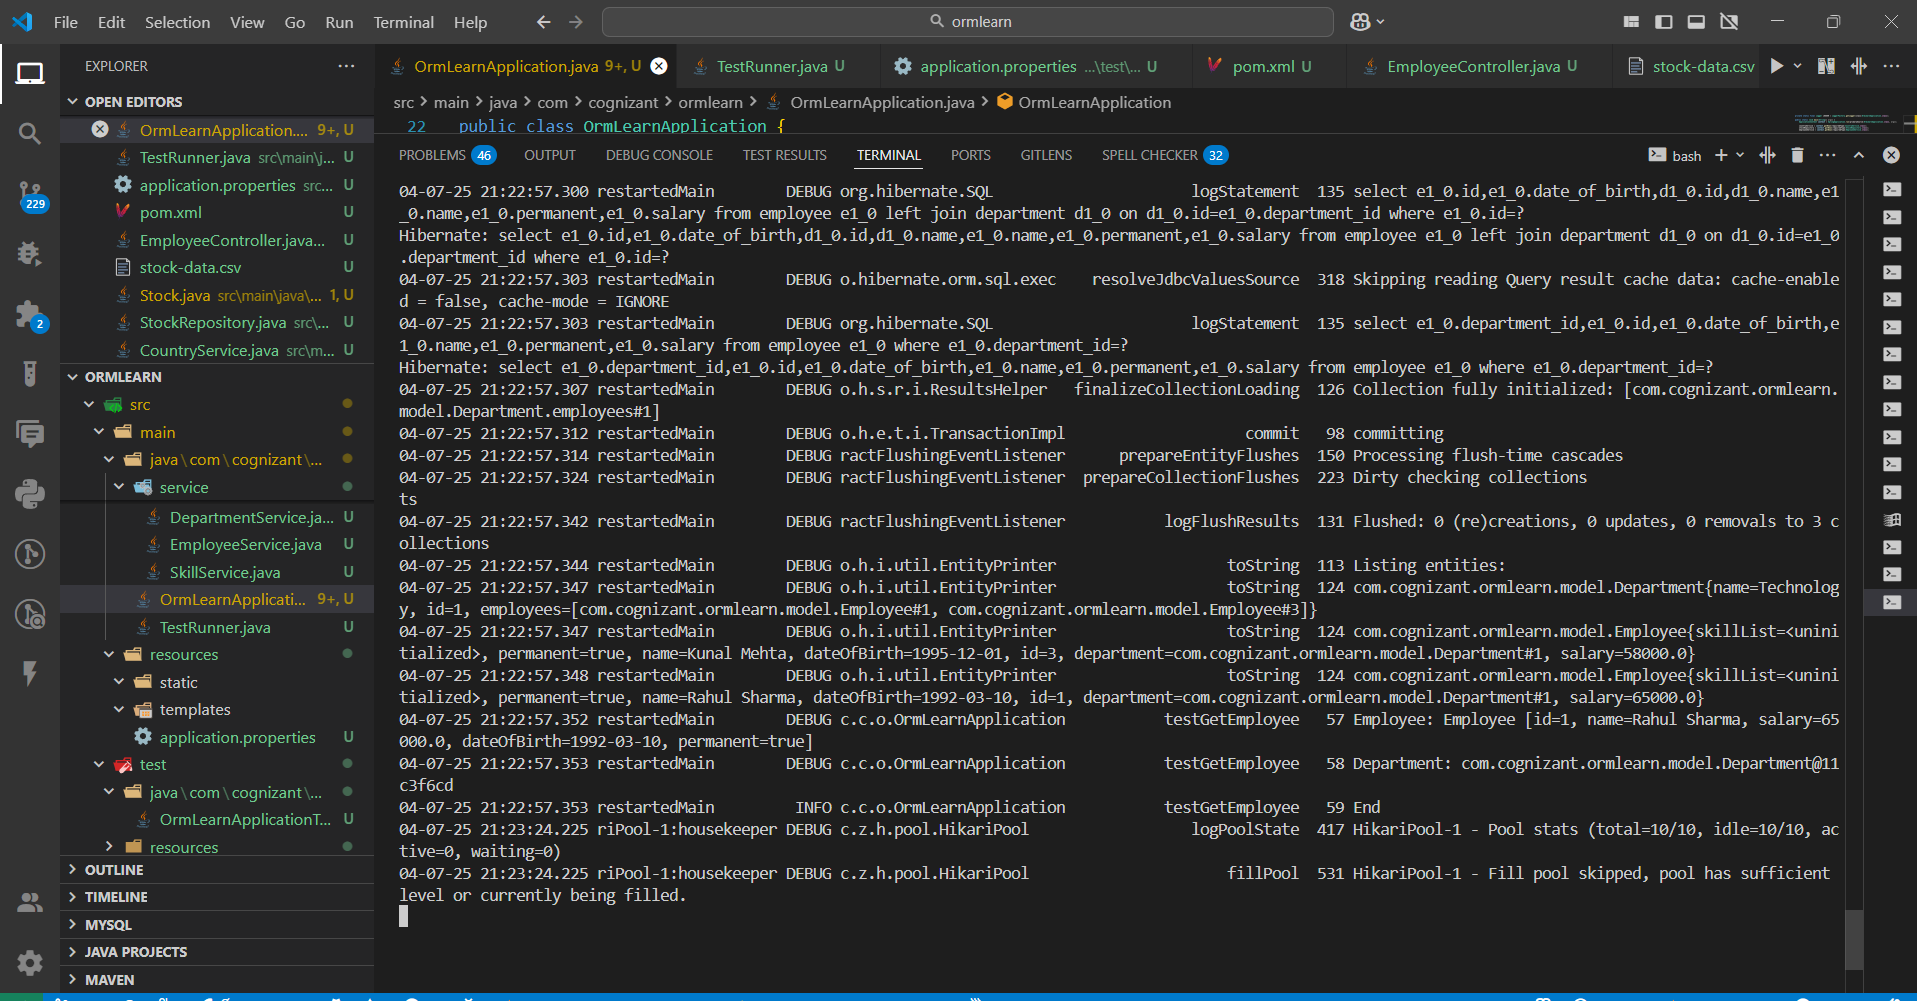 File Edit Selection View Go Run Terminal Help
ormlearn
EXPLORER
OPEN EDITORS
OrmLearnApplication.... 9+, U
TestRunner.java src\main\j... U
application.properties src... U
pom.xml U
EmployeeController.java... U
stock-data.csv U
Stock.java src\main\java\... 1, U
StockRepository.java src\... U
CountryService.java src\m... U
ORMLEARN
src
main
java\com\cognizant\...
service
DepartmentService.ja... U
EmployeeService.java U
SkillService.java U
OrmLearnApplicati... 9+, U
TestRunner.java U
resources
static
templates
application.properties U
test
java\com\cognizant\...
OrmLearnApplicationT... U
resources
OUTLINE
TIMELINE
MYSQL
JAVA PROJECTS
MAVEN
229
2
OrmLearnApplication.java 9+, U
TestRunner.java U
application.properties ...\test\... U
pom.xml U
EmployeeController.java U
stock-data.csv
src > main > java > com > cognizant > ormlearn > OrmLearnApplication.java > OrmLearnApplication
22 public class OrmLearnApplication {
PROBLEMS 46 OUTPUT DEBUG CONSOLE TEST RESULTS TERMINAL PORTS GITLENS SPELL CHECKER 32
bash
04-07-25 21:22:57.300 restartedMain DEBUG org.hibernate.SQL logStatement 135 select e1_0.id,e1_0.date_of_birth,d1_0.id,d1_0.name,e1
_0.name,e1_0.permanent,e1_0.salary from employee e1_0 left join department d1_0 on d1_0.id=e1_0.department_id where e1_0.id=?
Hibernate: select e1_0.id,e1_0.date_of_birth,d1_0.id,d1_0.name,e1_0.name,e1_0.permanent,e1_0.salary from employee e1_0 left join department d1_0 on d1_0.id=e1_0
.department_id where e1_0.id=?
04-07-25 21:22:57.303 restartedMain DEBUG o.hibernate.orm.sql.exec resolveJdbcValuesSource 318 Skipping reading Query result cache data: cache-enable
d = false, cache-mode = IGNORE
04-07-25 21:22:57.303 restartedMain DEBUG org.hibernate.SQL logStatement 135 select e1_0.department_id,e1_0.id,e1_0.date_of_birth,e
1_0.name,e1_0.permanent,e1_0.salary from employee e1_0 where e1_0.department_id=?
Hibernate: select e1_0.department_id,e1_0.id,e1_0.date_of_birth,e1_0.name,e1_0.permanent,e1_0.salary from employee e1_0 where e1_0.department_id=?
04-07-25 21:22:57.307 restartedMain DEBUG o.h.s.r.i.ResultsHelper finalizeCollectionLoading 126 Collection fully initialized: [com.cognizant.ormlearn.
model.Department.employees#1]
04-07-25 21:22:57.312 restartedMain DEBUG o.h.e.t.i.TransactionImpl commit 98 committing
04-07-25 21:22:57.314 restartedMain DEBUG ractFlushingEventListener prepareEntityFlushes 150 Processing flush-time cascades
04-07-25 21:22:57.324 restartedMain DEBUG ractFlushingEventListener prepareCollectionFlushes 223 Dirty checking collections
ts
04-07-25 21:22:57.342 restartedMain DEBUG ractFlushingEventListener logFlushResults 131 Flushed: 0 (re)creations, 0 updates, 0 removals to 3 c
ollections
04-07-25 21:22:57.344 restartedMain DEBUG o.h.i.util.EntityPrinter toString 113 Listing entities:
04-07-25 21:22:57.347 restartedMain DEBUG o.h.i.util.EntityPrinter toString 124 com.cognizant.ormlearn.model.Department{name=Technolog
y, id=1, employees=[com.cognizant.ormlearn.model.Employee#1, com.cognizant.ormlearn.model.Employee#3]}
04-07-25 21:22:57.347 restartedMain DEBUG o.h.i.util.EntityPrinter toString 124 com.cognizant.ormlearn.model.Employee{skillList=<unini
tialized>, permanent=true, name=Kunal Mehta, dateOfBirth=1995-12-01, id=3, department=com.cognizant.ormlearn.model.Department#1, salary=58000.0}
04-07-25 21:22:57.348 restartedMain DEBUG o.h.i.util.EntityPrinter toString 124 com.cognizant.ormlearn.model.Employee{skillList=<unini
tialized>, permanent=true, name=Rahul Sharma, dateOfBirth=1992-03-10, id=1, department=com.cognizant.ormlearn.model.Department#1, salary=65000.0}
04-07-25 21:22:57.352 restartedMain DEBUG c.c.o.OrmLearnApplication testGetEmployee 57 Employee: Employee [id=1, name=Rahul Sharma, salary=65
000.0, dateOfBirth=1992-03-10, permanent=true]
04-07-25 21:22:57.353 restartedMain DEBUG c.c.o.OrmLearnApplication testGetEmployee 58 Department: com.cognizant.ormlearn.model.Department@11
c3f6cd
04-07-25 21:22:57.353 restartedMain INFO c.c.o.OrmLearnApplication testGetEmployee 59 End
04-07-25 21:23:24.225 riPool-1:housekeeper DEBUG c.z.h.pool.HikariPool logPoolState 417 HikariPool-1 - Pool stats (total=10/10, idle=10/10, ac
tive=0, waiting=0)
04-07-25 21:23:24.225 riPool-1:housekeeper DEBUG c.z.h.pool.HikariPool fillPool 531 HikariPool-1 - Fill pool skipped, pool has sufficient
level or currently being filled.